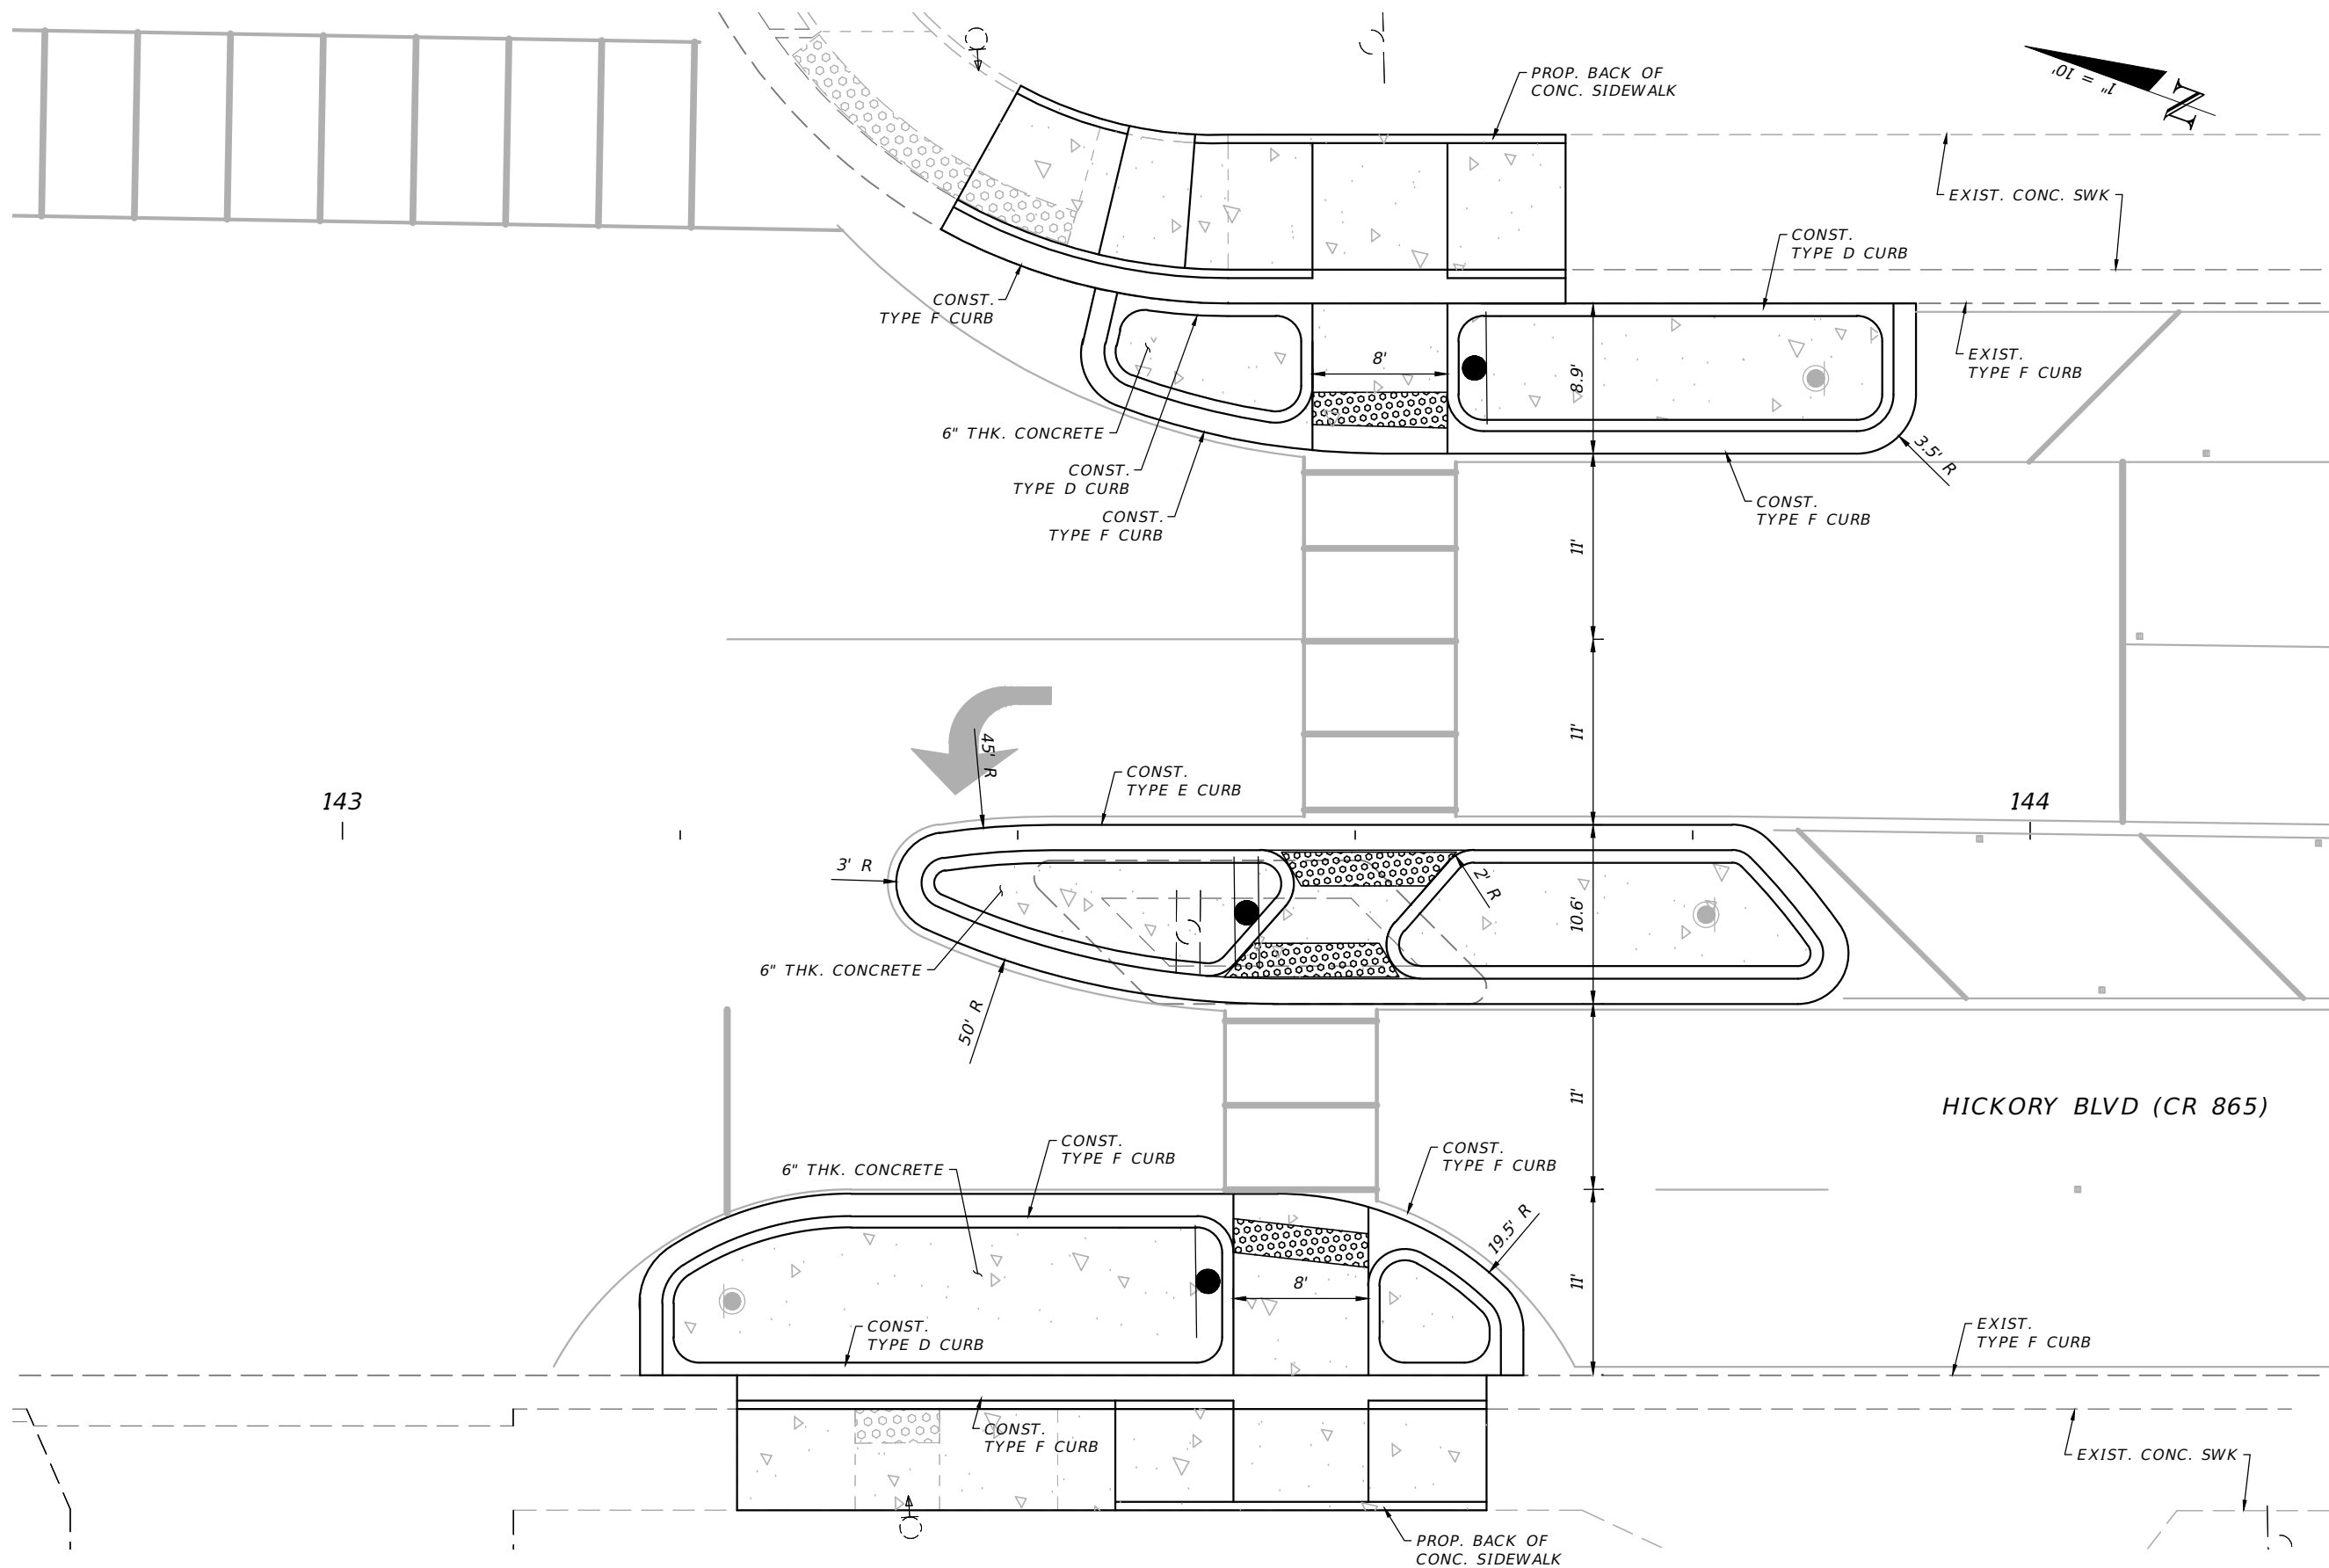 PROP. BACK OF
CONC. SIDEWALK
1" = 10'
N
EXIST. CONC. SWK
CONST.
TYPE D CURB
CONST.
TYPE F CURB
EXIST.
TYPE F CURB
8'
8.9'
6" THK. CONCRETE
3.5' R
CONST.
TYPE D CURB
CONST.
TYPE F CURB
CONST.
TYPE F CURB
11'
11'
45' R
143
CONST.
TYPE E CURB
144
3' R
2' R
10.6'
6" THK. CONCRETE
50' R
11'
HICKORY BLVD (CR 865)
CONST.
TYPE F CURB
6" THK. CONCRETE
CONST.
TYPE F CURB
19.5' R
8'
11'
CONST.
TYPE D CURB
EXIST.
TYPE F CURB
CONST.
TYPE F CURB
EXIST. CONC. SWK
PROP. BACK OF
CONC. SIDEWALK